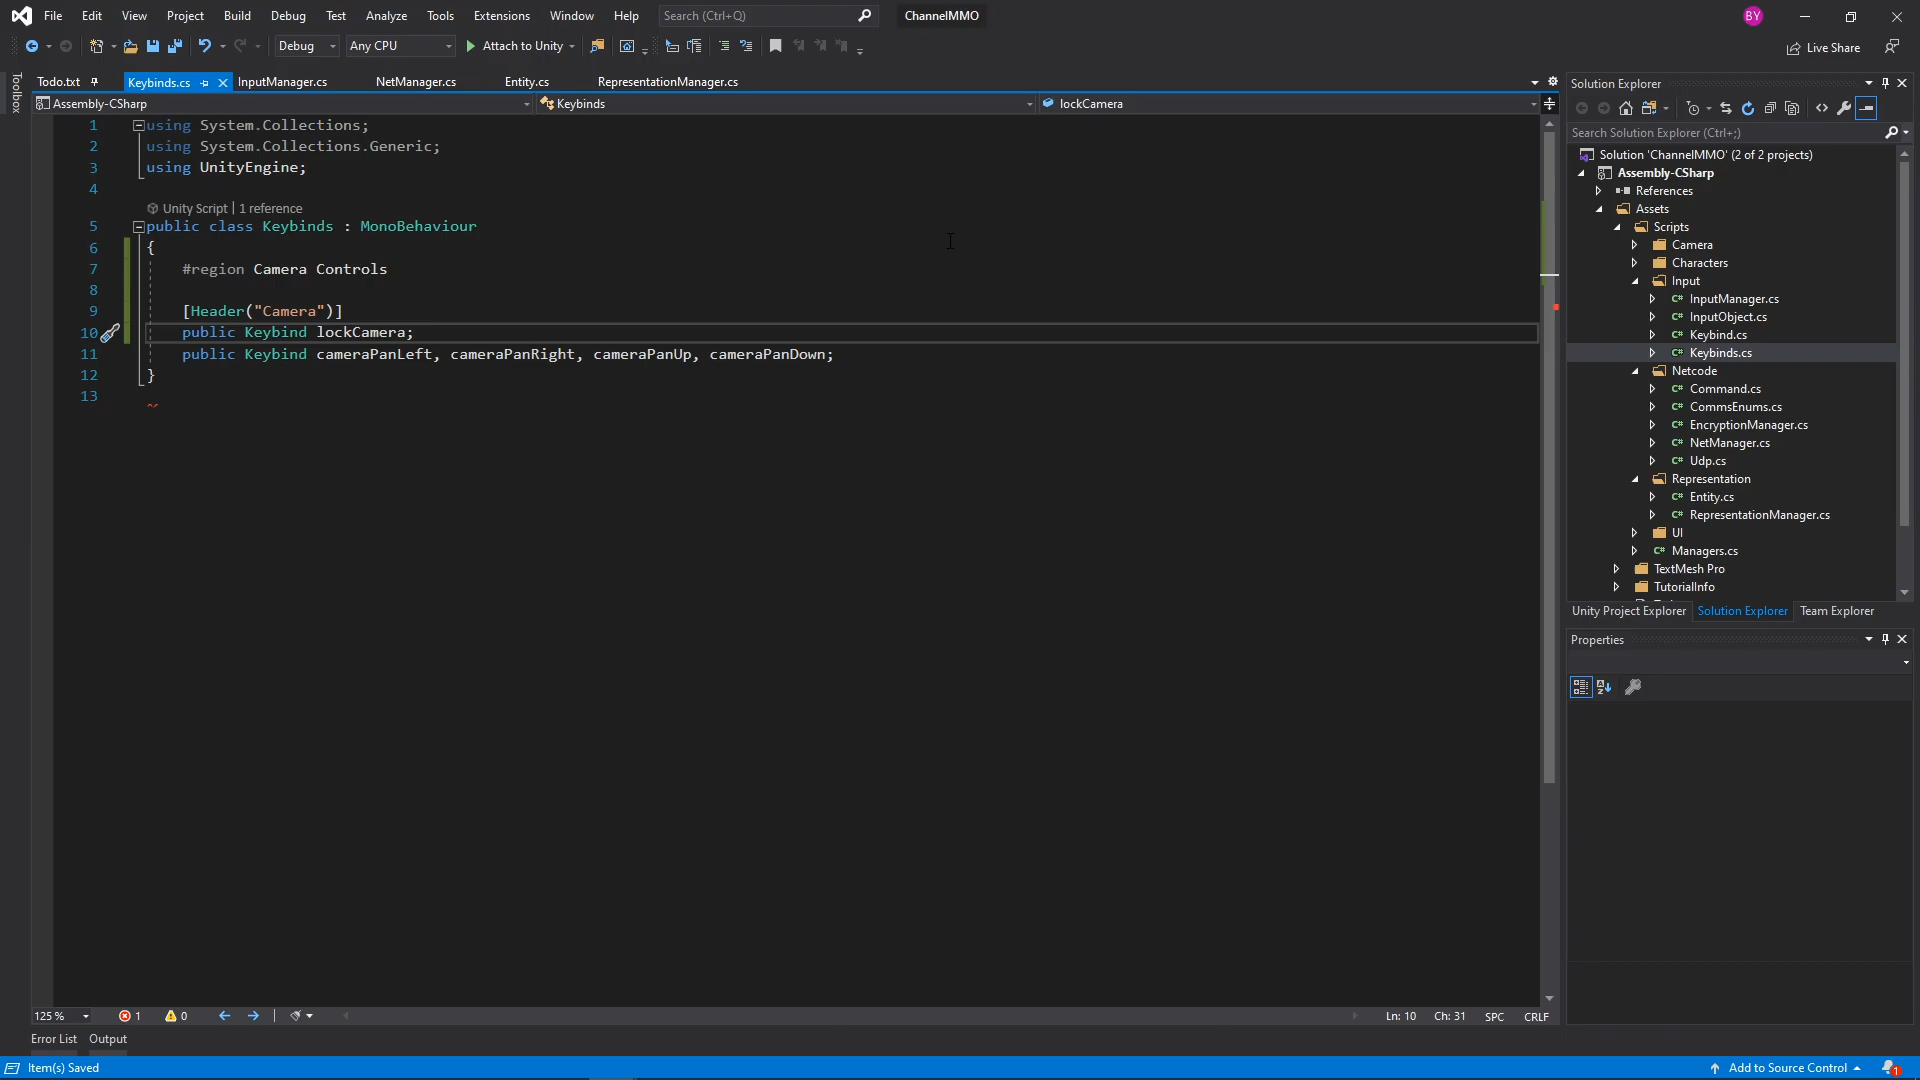 File Edit View Project Build Debug Test Analyze Tools Extensions Window Help Search (Ctrl+Q) ChannelMMO BY
Debug Any CPU Attach to Unity Live Share
Toolbox
Todo.txt Keybinds.cs InputManager.cs NetManager.cs Entity.cs RepresentationManager.cs
Assembly-CSharp Keybinds lockCamera
1 using System.Collections;
2 using System.Collections.Generic;
3 using UnityEngine;
4
Unity Script | 1 reference
5 public class Keybinds : MonoBehaviour
6 {
7 #region Camera Controls
8
9 [Header("Camera")]
10 public Keybind lockCamera;
11 public Keybind cameraPanLeft, cameraPanRight, cameraPanUp, cameraPanDown;
12 }
13
125 % 1 0 Ln: 10 Ch: 31 SPC CRLF
Error List Output
Item(s) Saved Add to Source Control 1
Solution Explorer
Search Solution Explorer (Ctrl+;)
Solution 'ChannelMMO' (2 of 2 projects)
Assembly-CSharp
References
Assets
Scripts
Camera
Characters
Input
C# InputManager.cs
C# InputObject.cs
C# Keybind.cs
C# Keybinds.cs
Netcode
C# Command.cs
C# CommsEnums.cs
C# EncryptionManager.cs
C# NetManager.cs
C# Udp.cs
Representation
C# Entity.cs
C# RepresentationManager.cs
UI
C# Managers.cs
TextMesh Pro
TutorialInfo
Unity Project Explorer Solution Explorer Team Explorer
Properties